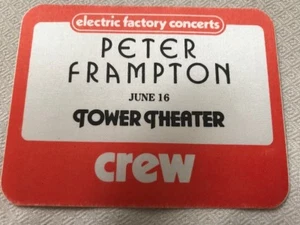 electric factory concerts
PETER
FRAMPTON
JUNE 16
TOWER THEATER
crew